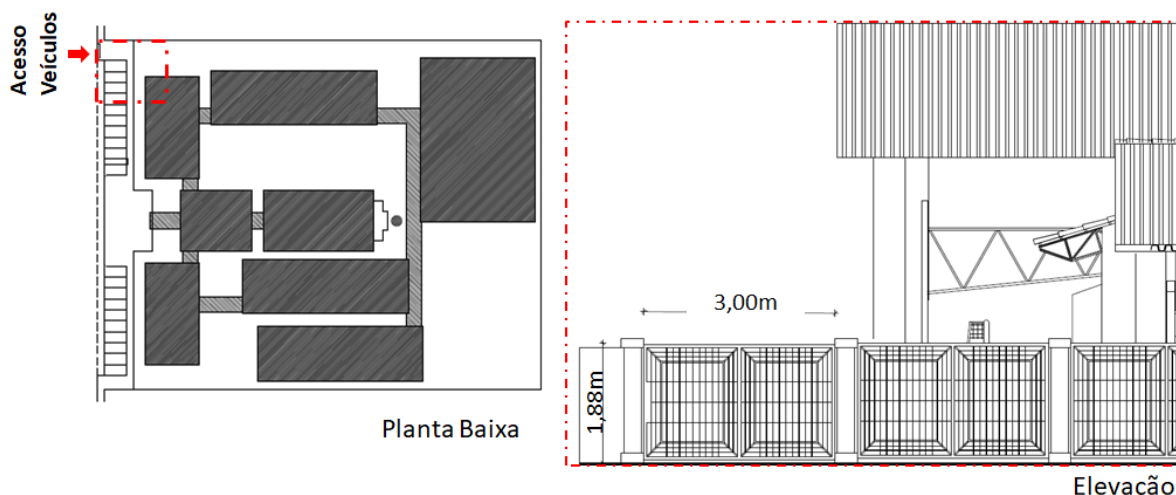 Acesso
Veículos
Planta Baixa
3,00m
1,88m
Elevação